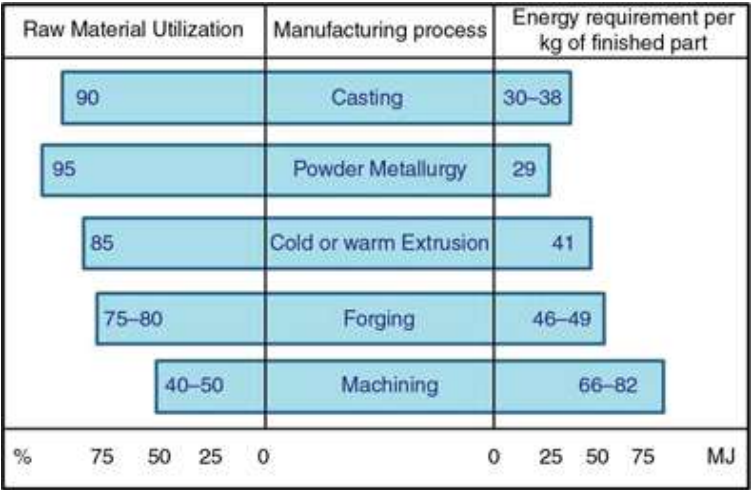 Raw Material Utilization Manufacturing process Energy requirement per
kg of finished part
90 Casting 30–38
95 Powder Metallurgy 29
85 Cold or warm Extrusion 41
75–80 Forging 46–49
40–50 Machining 66–82
% 75 50 25 0 0 25 50 75 MJ